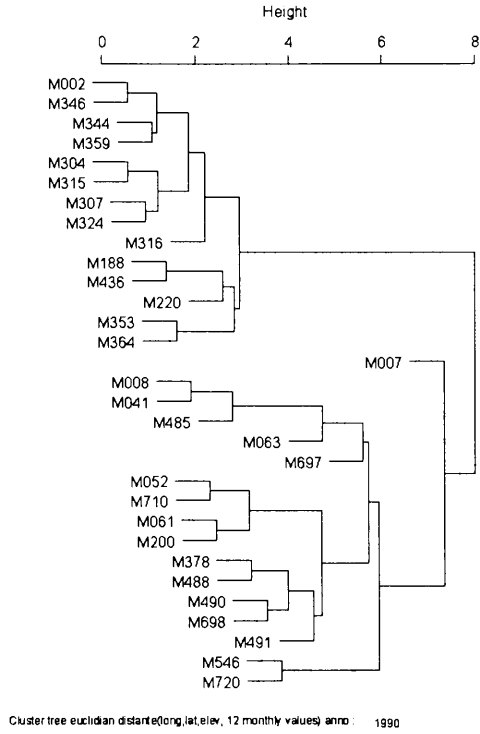 Height
0 2 4 6 8
M002
M346
M344
M359
M304
M315
M307
M324
M316
M188
M436
M220
M353
M364
M007
M008
M041
M485
M063
M697
M052
M710
M061
M200
M378
M488
M490
M698
M491
M546
M720
Cluster tree euclidian distante(long,lat,elev, 12 monthly values) anno : 1990